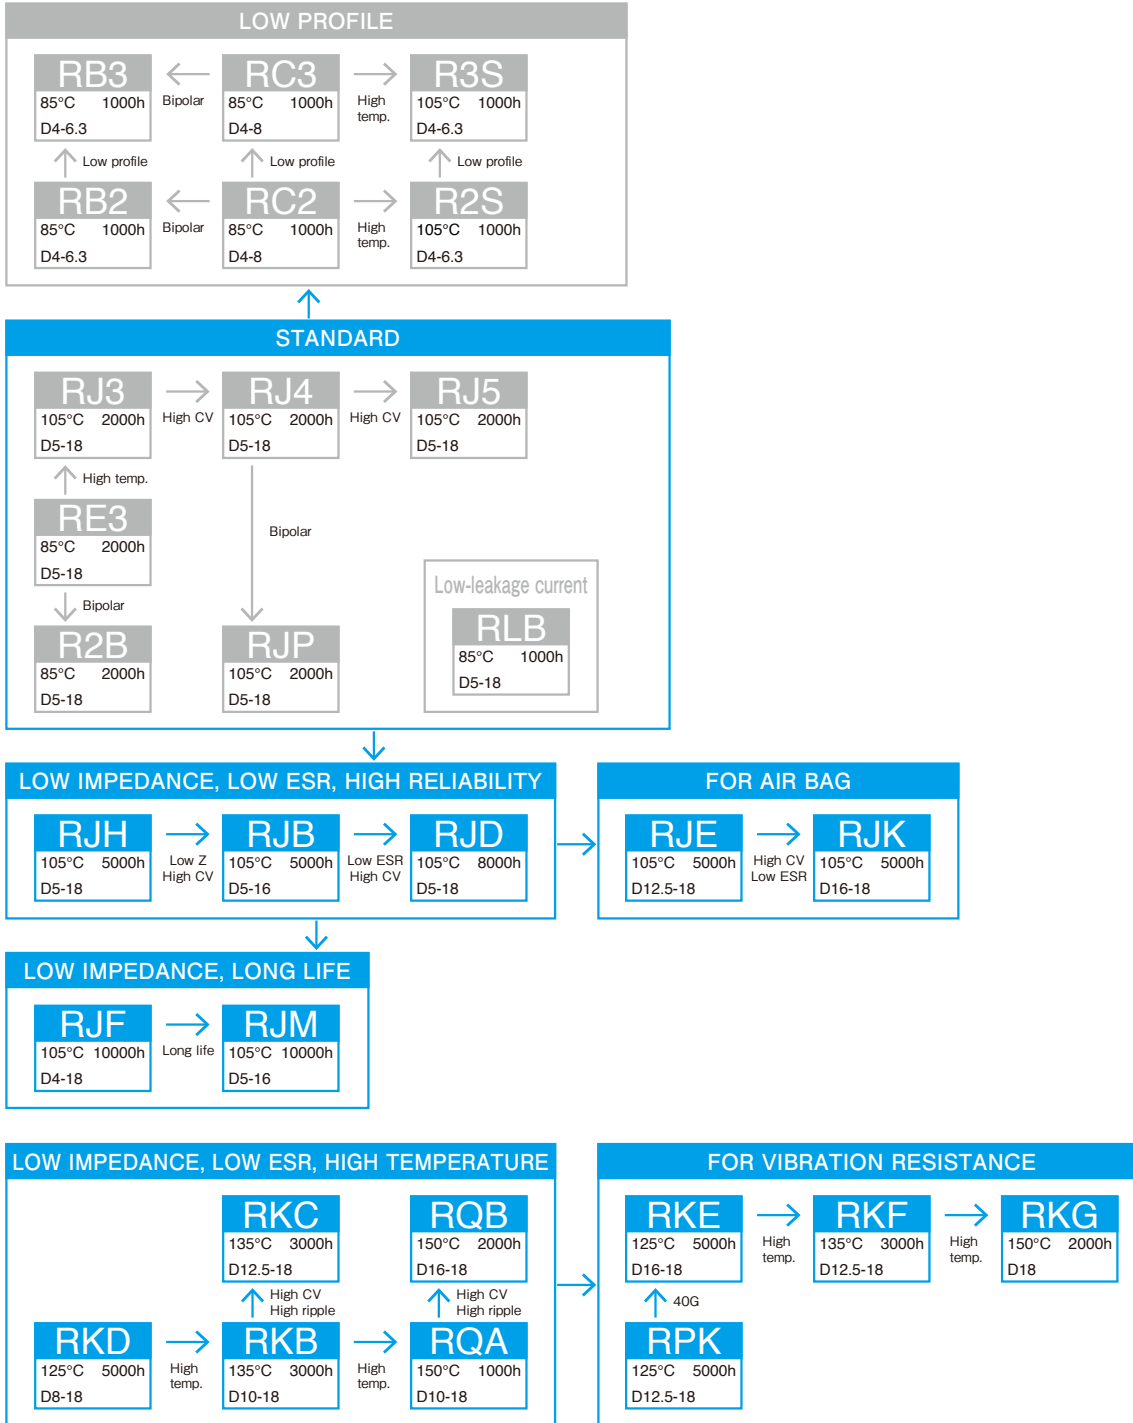 LOW PROFILE
RB3
85°C 1000h
D4-6.3
Bipolar
RC3
85°C 1000h
D4-8
High
temp.
R3S
105°C 1000h
D4-6.3
Low profile
Low profile
Low profile
RB2
85°C 1000h
D4-6.3
Bipolar
RC2
85°C 1000h
D4-8
High
temp.
R2S
105°C 1000h
D4-6.3
STANDARD
RJ3
105°C 2000h
D5-18
High CV
RJ4
105°C 2000h
D5-18
High CV
RJ5
105°C 2000h
D5-18
High temp.
RE3
85°C 2000h
D5-18
Bipolar
Bipolar
R2B
85°C 2000h
D5-18
RJP
105°C 2000h
D5-18
Low-leakage current
RLB
85°C 1000h
D5-18
LOW IMPEDANCE, LOW ESR, HIGH RELIABILITY
RJH
105°C 5000h
D5-18
Low Z
High CV
RJB
105°C 5000h
D5-16
Low ESR
High CV
RJD
105°C 8000h
D5-18
FOR AIR BAG
RJE
105°C 5000h
D12.5-18
High CV
Low ESR
RJK
105°C 5000h
D16-18
LOW IMPEDANCE, LONG LIFE
RJF
105°C 10000h
D4-18
Long life
RJM
105°C 10000h
D5-16
LOW IMPEDANCE, LOW ESR, HIGH TEMPERATURE
RKC
135°C 3000h
D12.5-18
RQB
150°C 2000h
D16-18
High CV
High ripple
High CV
High ripple
RKD
125°C 5000h
D8-18
High
temp.
RKB
135°C 3000h
D10-18
High
temp.
RQA
150°C 1000h
D10-18
FOR VIBRATION RESISTANCE
RKE
125°C 5000h
D16-18
High
temp.
RKF
135°C 3000h
D12.5-18
High
temp.
RKG
150°C 2000h
D18
40G
RPK
125°C 5000h
D12.5-18